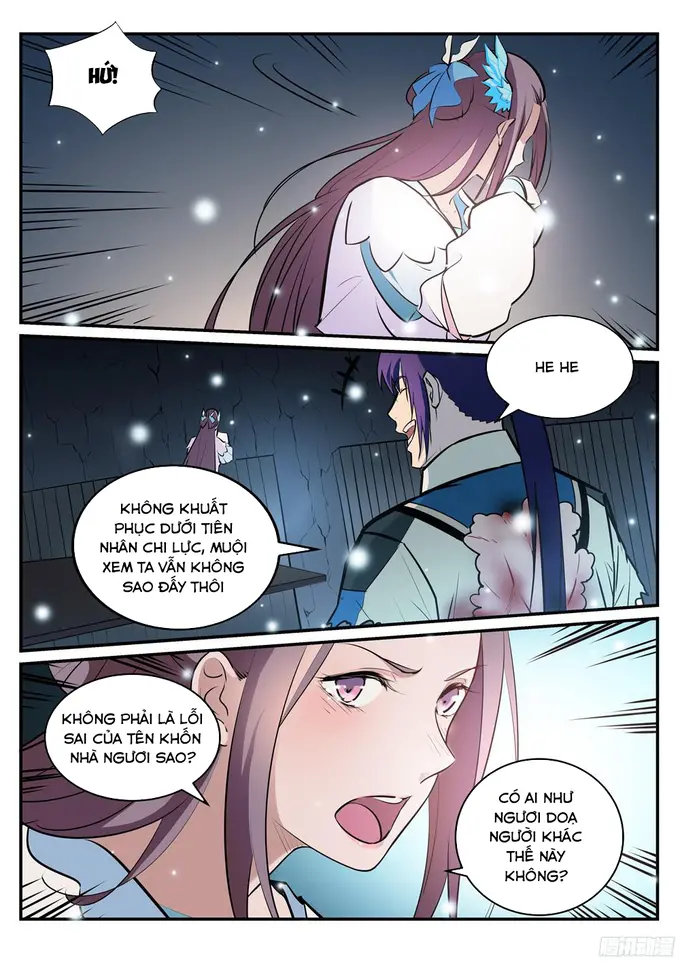 HỨ!
HE HE
KHÔNG KHUẤT
PHỤC DƯỚI TIÊN
NHÂN CHI LỰC, MUỘI
XEM TA VẪN KHÔNG
SAO ĐẤY THÔI
KHÔNG PHẢI LÀ LỖI
SAI CỦA TÊN KHỐN
NHÀ NGƯƠI SAO?
CÓ AI NHƯ
NGƯƠI DOẠ
NGƯỜI KHÁC
THẾ NÀY
KHÔNG?